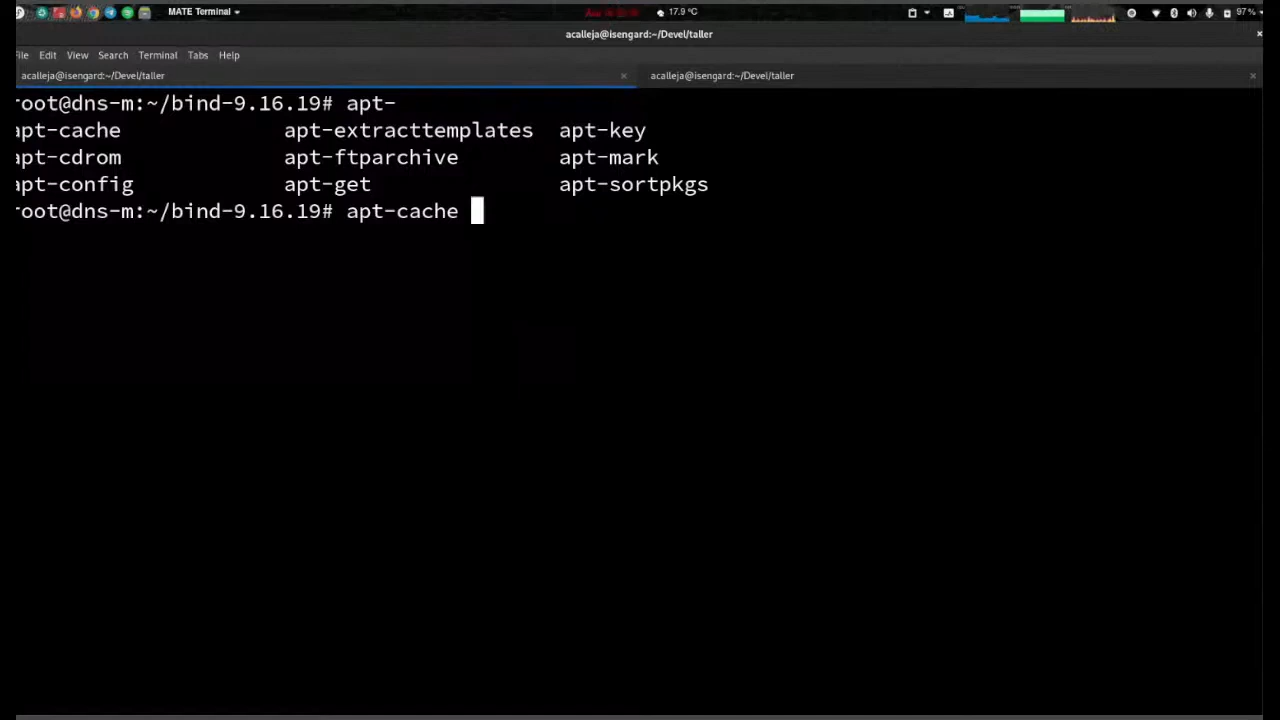 MATE Terminal
17.9 °C
97%
acalleja@isengard:~/Devel/taller
File Edit View Search Terminal Tabs Help
acalleja@isengard:~/Devel/taller
acalleja@isengard:~/Devel/taller
root@dns-m:~/bind-9.16.19# apt-
apt-cache apt-extracttemplates apt-key
apt-cdrom apt-ftparchive apt-mark
apt-config apt-get apt-sortpkgs
root@dns-m:~/bind-9.16.19# apt-cache